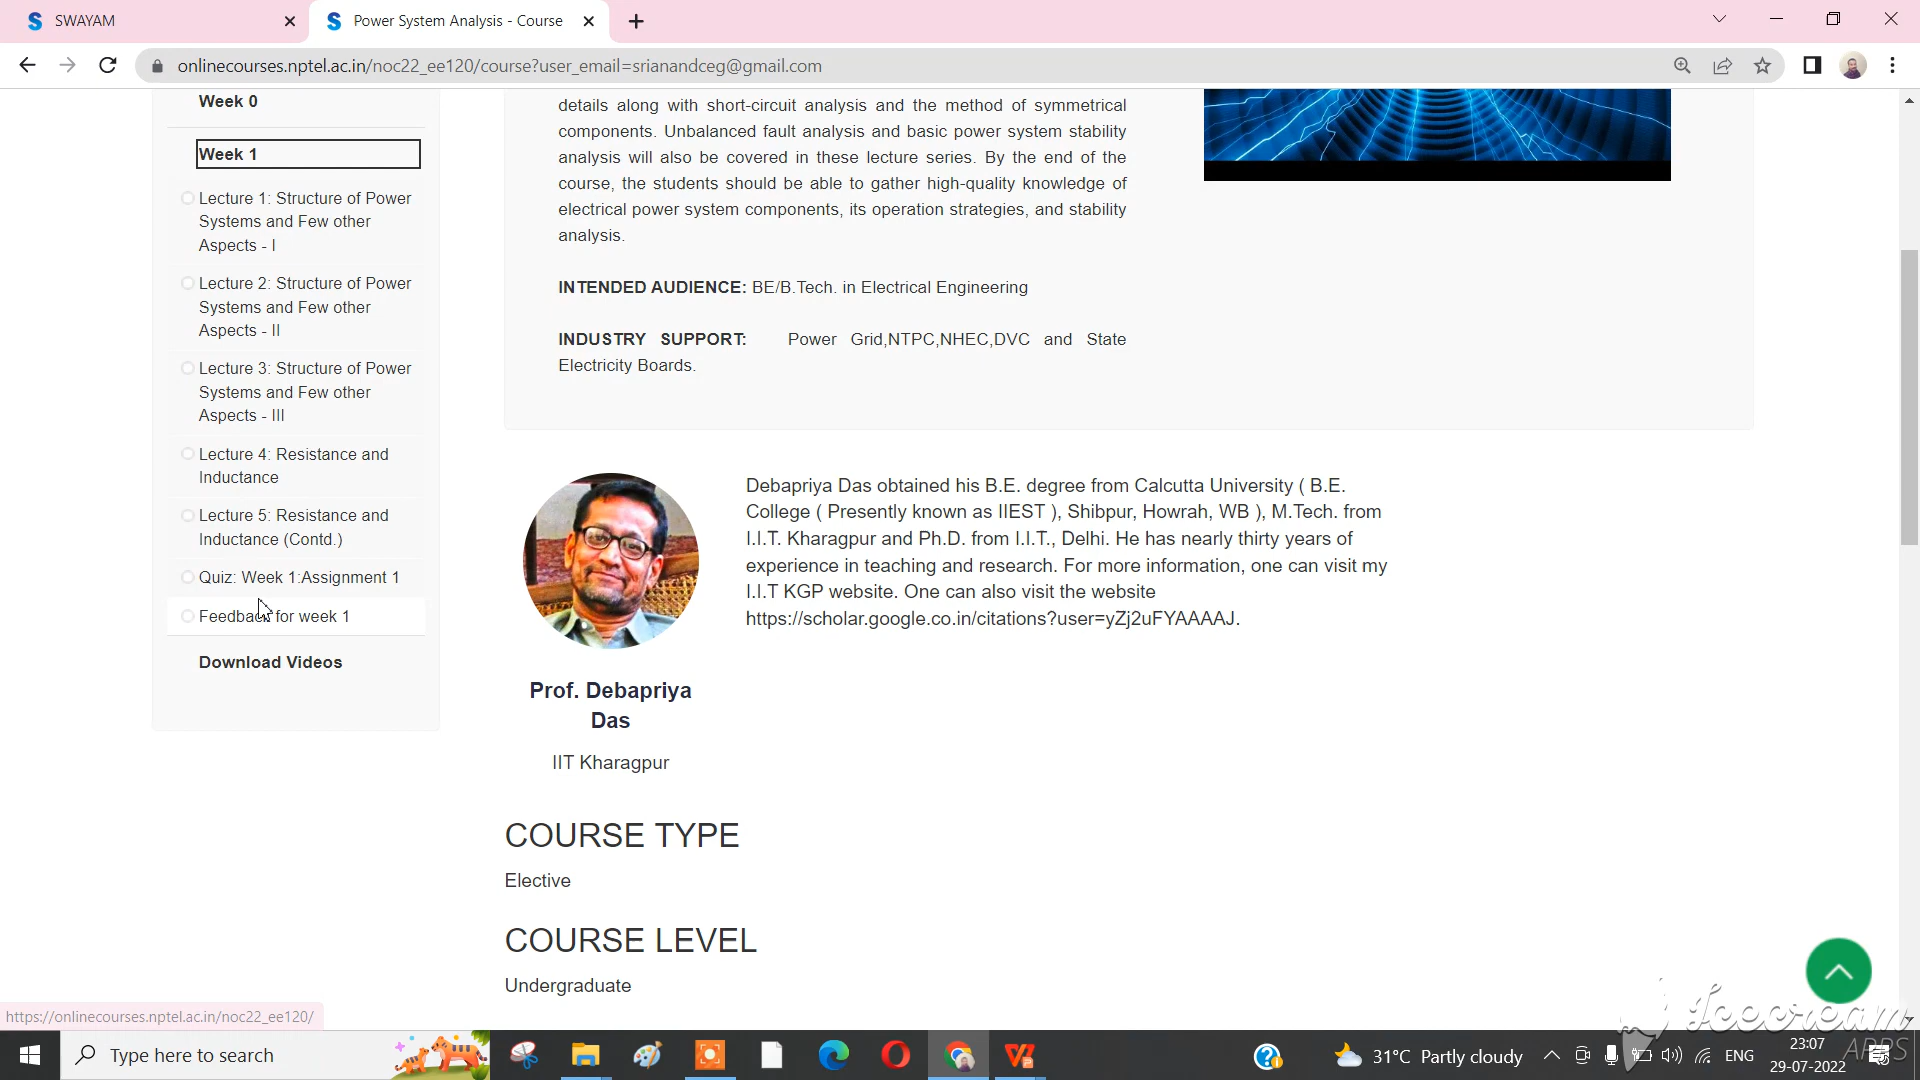 SWAYAM
Power System Analysis - Course
onlinecourses.nptel.ac.in/noc22_ee120/course?user_email=srianandceg@gmail.com
Week 0
Week 1
Lecture 1: Structure of Power
Systems and Few other
Aspects - I
Lecture 2: Structure of Power
Systems and Few other
Aspects - II
Lecture 3: Structure of Power
Systems and Few other
Aspects - III
Lecture 4: Resistance and
Inductance
Lecture 5: Resistance and
Inductance (Contd.)
Quiz: Week 1:Assignment 1
Feedback for week 1
Download Videos
details along with short-circuit analysis and the method of symmetrical
components. Unbalanced fault analysis and basic power system stability
analysis will also be covered in these lecture series. By the end of the
course, the students should be able to gather high-quality knowledge of
electrical power system components, its operation strategies, and stability
analysis.
INTENDED AUDIENCE: BE/B.Tech. in Electrical Engineering
INDUSTRY SUPPORT: Power Grid,NTPC,NHEC,DVC and State
Electricity Boards.
Debapriya Das obtained his B.E. degree from Calcutta University ( B.E.
College ( Presently known as IIEST ), Shibpur, Howrah, WB ), M.Tech. from
I.I.T. Kharagpur and Ph.D. from I.I.T., Delhi. He has nearly thirty years of
experience in teaching and research. For more information, one can visit my
I.I.T KGP website. One can also visit the website
https://scholar.google.co.in/citations?user=yZj2uFYAAAAJ.
Prof. Debapriya
Das
IIT Kharagpur
COURSE TYPE
Elective
COURSE LEVEL
Undergraduate
https://onlinecourses.nptel.ac.in/noc22_ee120/
Icecream
APPS
Type here to search
31°C Partly cloudy
ENG
23:07
29-07-2022